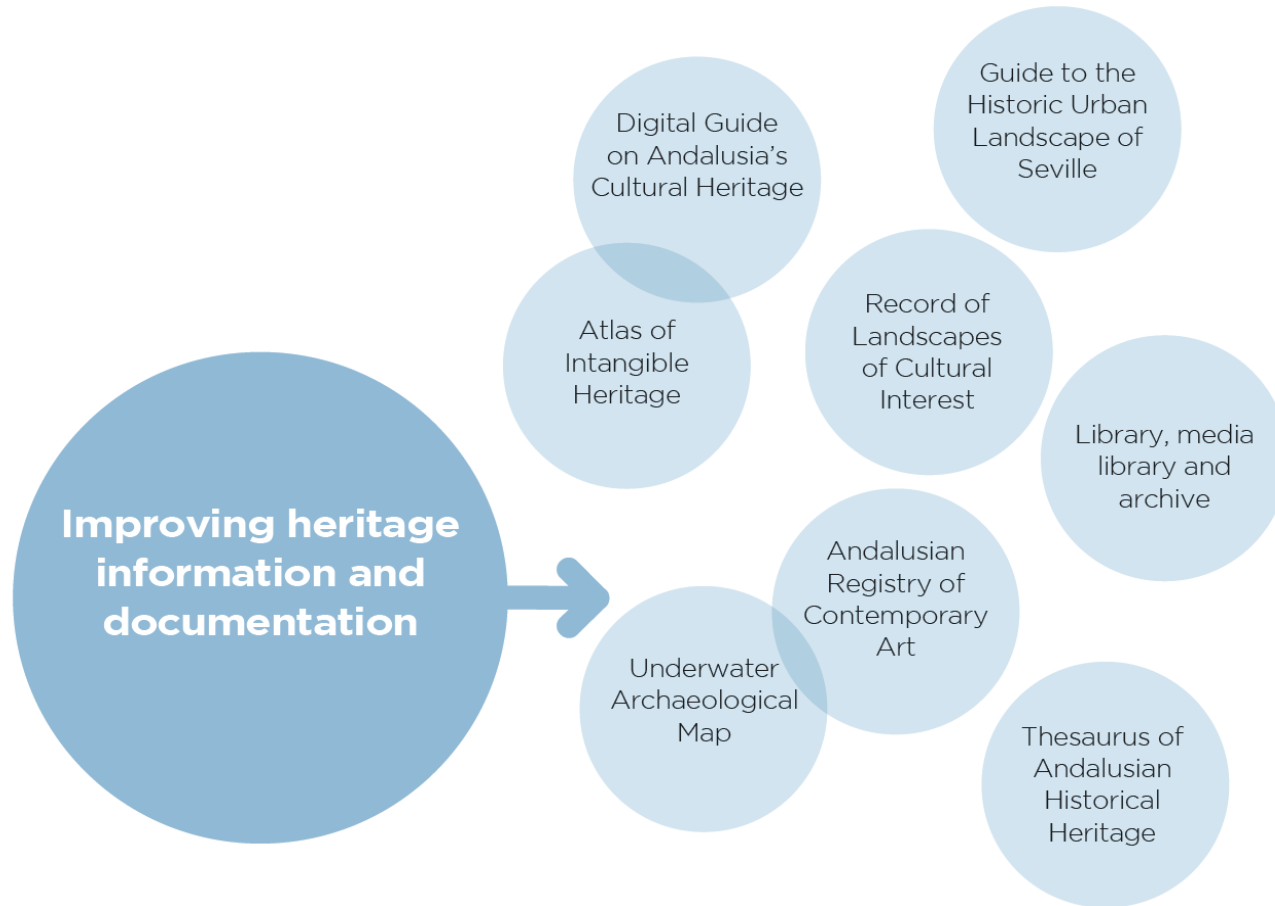 Improving heritage
information and
documentation
Digital Guide
on Andalusia's
Cultural Heritage
Guide to the
Historic Urban
Landscape of
Seville
Atlas of
Intangible
Heritage
Record of
Landscapes
of Cultural
Interest
Library, media
library and
archive
Andalusian
Registry of
Contemporary
Art
Underwater
Archaeological
Map
Thesaurus of
Andalusian
Historical
Heritage